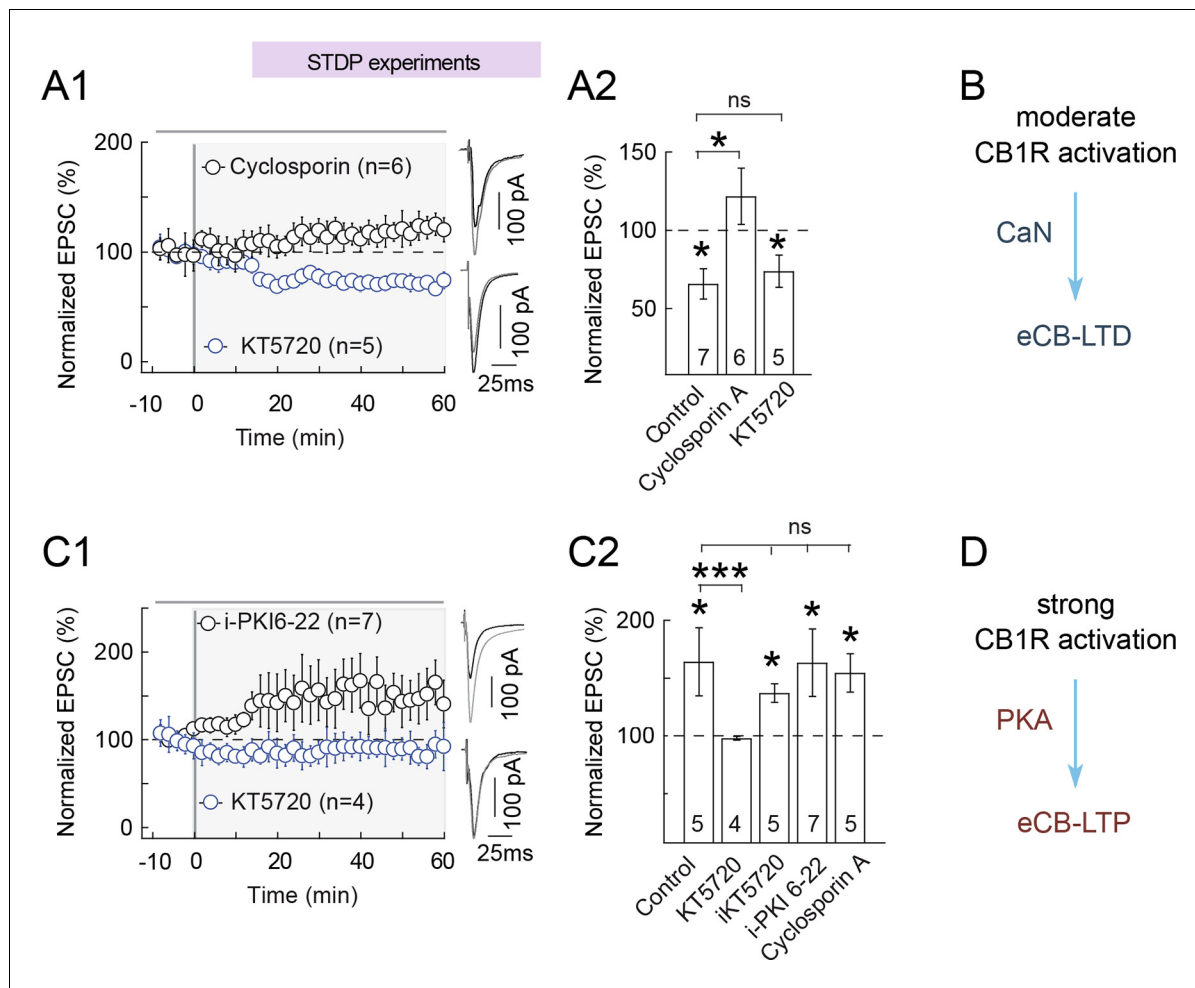 STDP experiments
A1
Normalized EPSC (%)
200
100
0
Cyclosporin (n=6)
KT5720 (n=5)
-10 0 20 40 60
Time (min)
100 pA
100 pA
25ms
A2
ns
*
Normalized EPSC (%)
150
100
50
* *
7 6 5
Control
Cyclosporin A
KT5720
B
moderate
CB1R activation
CaN
eCB-LTD
C1
Normalized EPSC (%)
200
100
0
i-PKI6-22 (n=7)
KT5720 (n=4)
-10 0 20 40 60
Time (min)
100 pA
100 pA
25ms
C2
ns
***
Normalized EPSC (%)
200
100
* * * *
5 4 5 7 5
Control
KT5720
iKT5720
i-PKI 6-22
Cyclosporin A
D
strong
CB1R activation
PKA
eCB-LTP